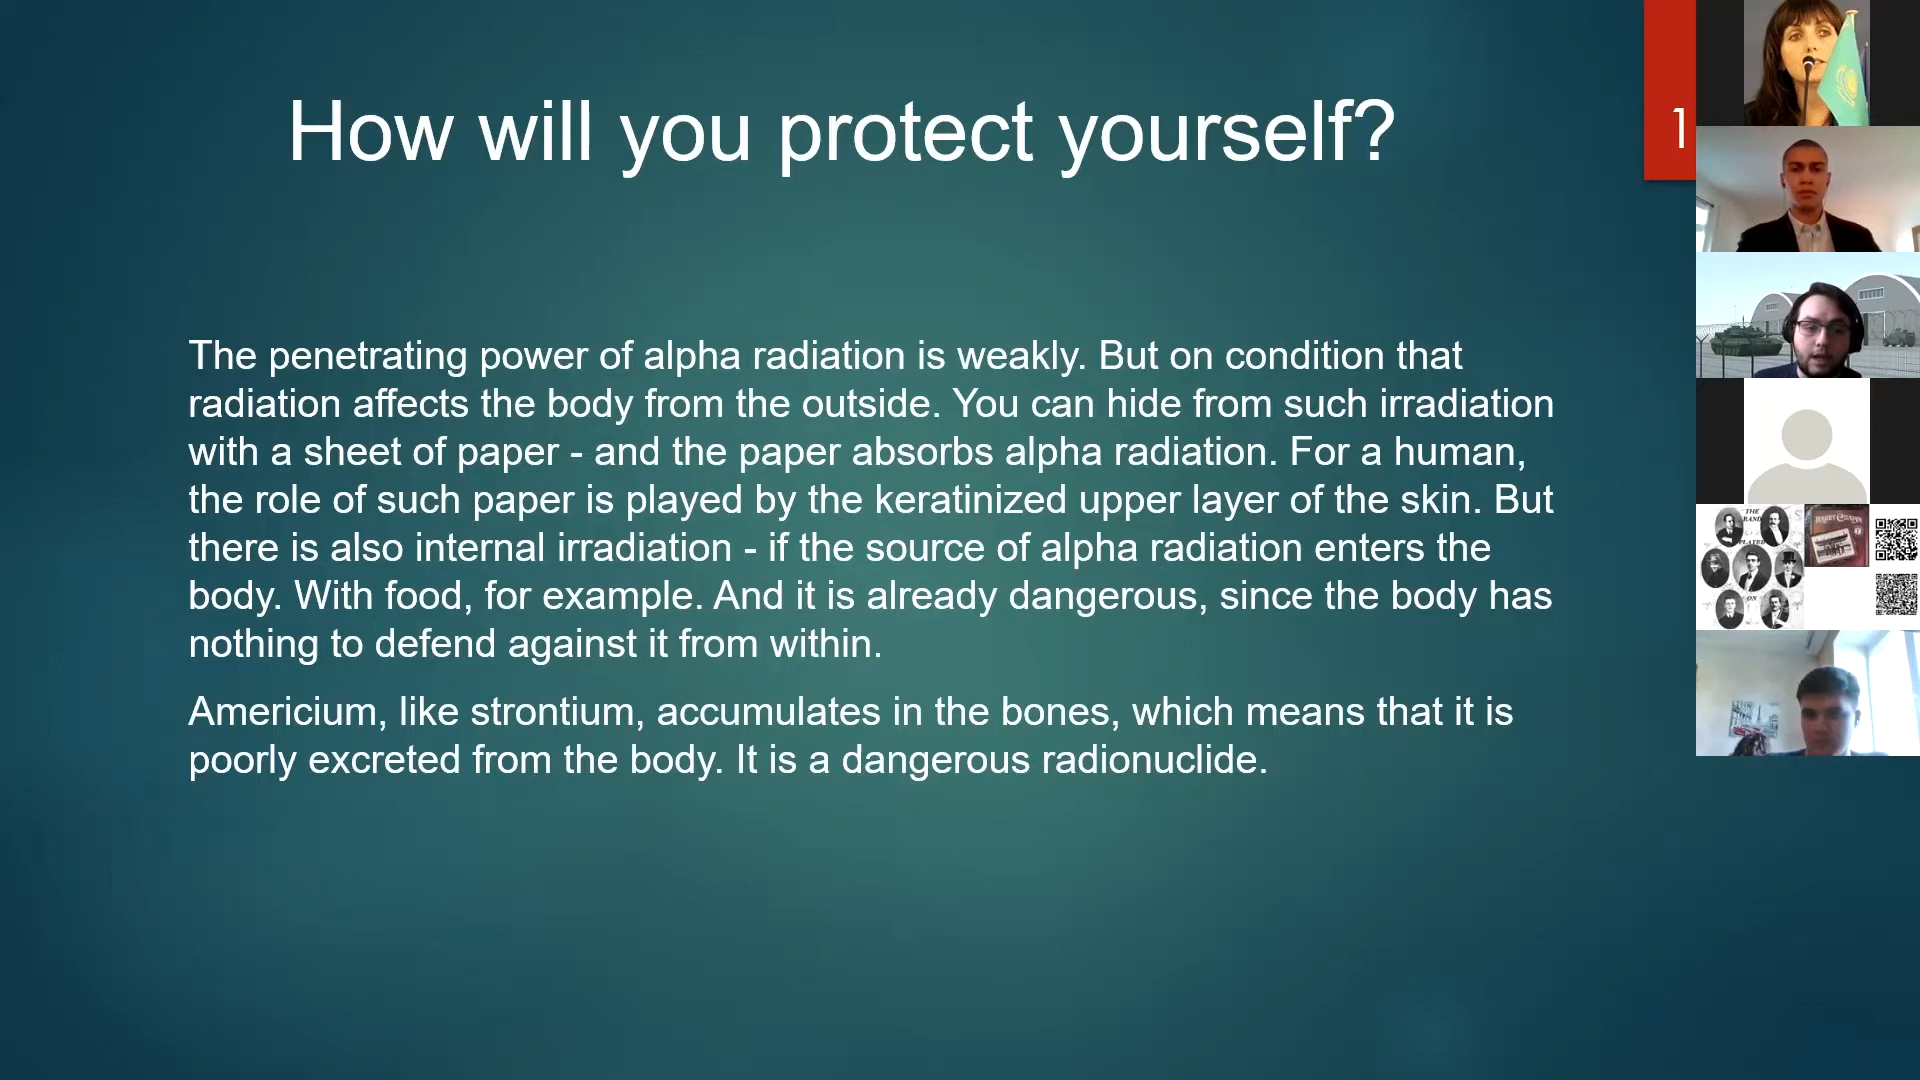 How will you protect yourself?
1
The penetrating power of alpha radiation is weakly. But on condition that
radiation affects the body from the outside. You can hide from such irradiation
with a sheet of paper - and the paper absorbs alpha radiation. For a human,
the role of such paper is played by the keratinized upper layer of the skin. But
there is also internal irradiation - if the source of alpha radiation enters the
body. With food, for example. And it is already dangerous, since the body has
nothing to defend against it from within.
Americium, like strontium, accumulates in the bones, which means that it is
poorly excreted from the body. It is a dangerous radionuclide.
THE
BAND
PLAYED
ON